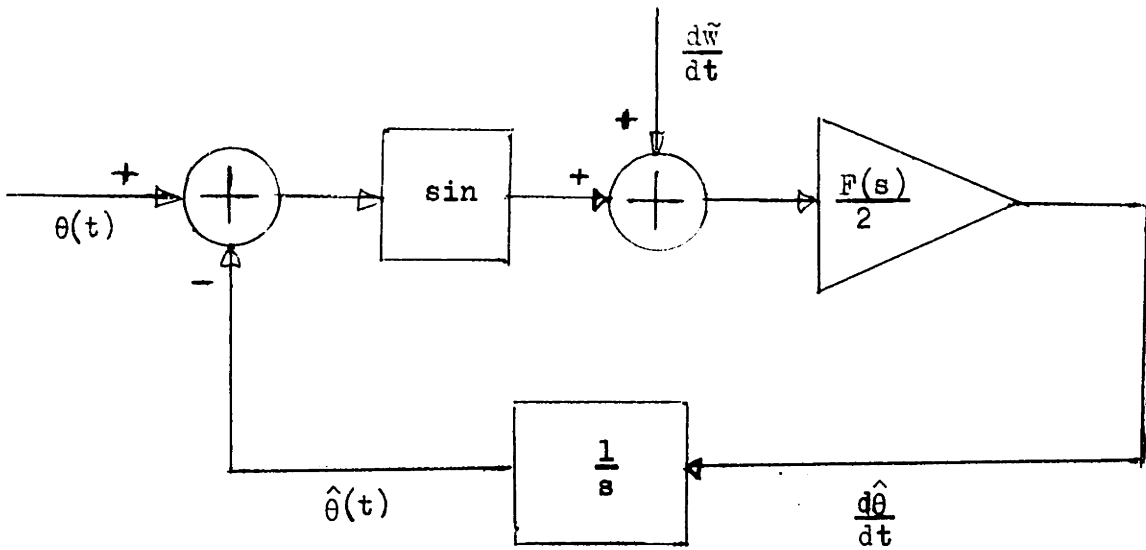 dw̃
dt
+
+
θ(t)
sin
+
F(s)
2
−
θ̂(t)
1
s
dθ̂
dt